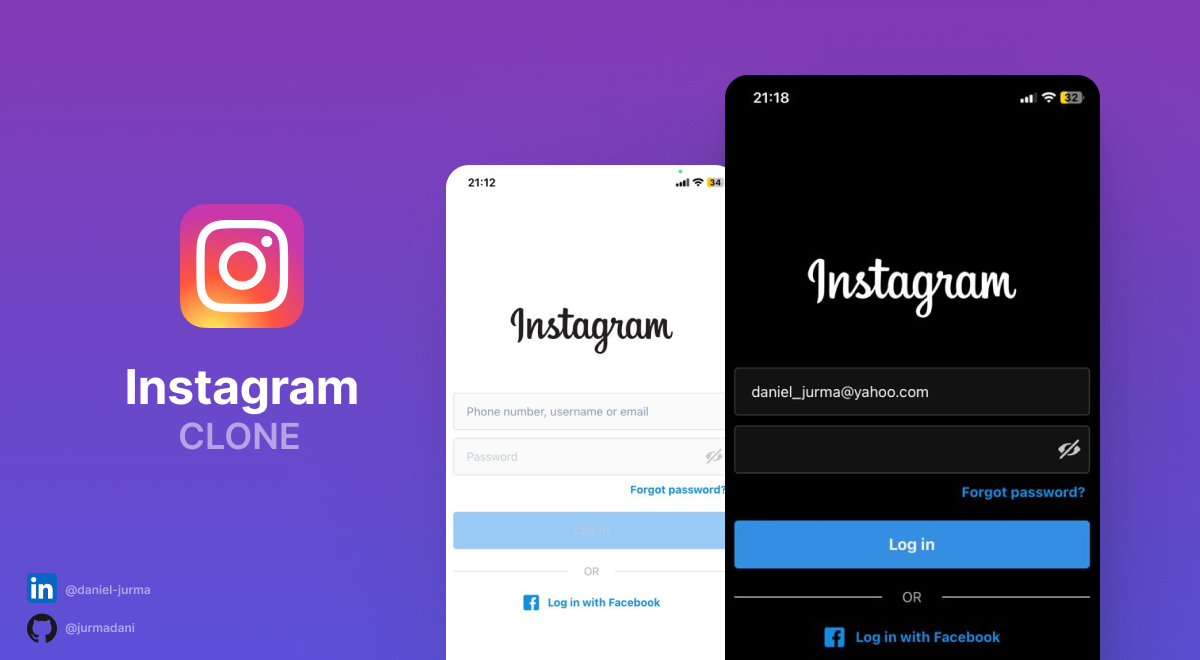 Instagram
CLONE
@daniel-jurma
@jurmadani
21:12
34
Instagram
Phone number, username or email
Password
Forgot password?
Log in
OR
Log in with Facebook
21:18
32
Instagram
daniel_jurma@yahoo.com
Forgot password?
Log in
OR
Log in with Facebook